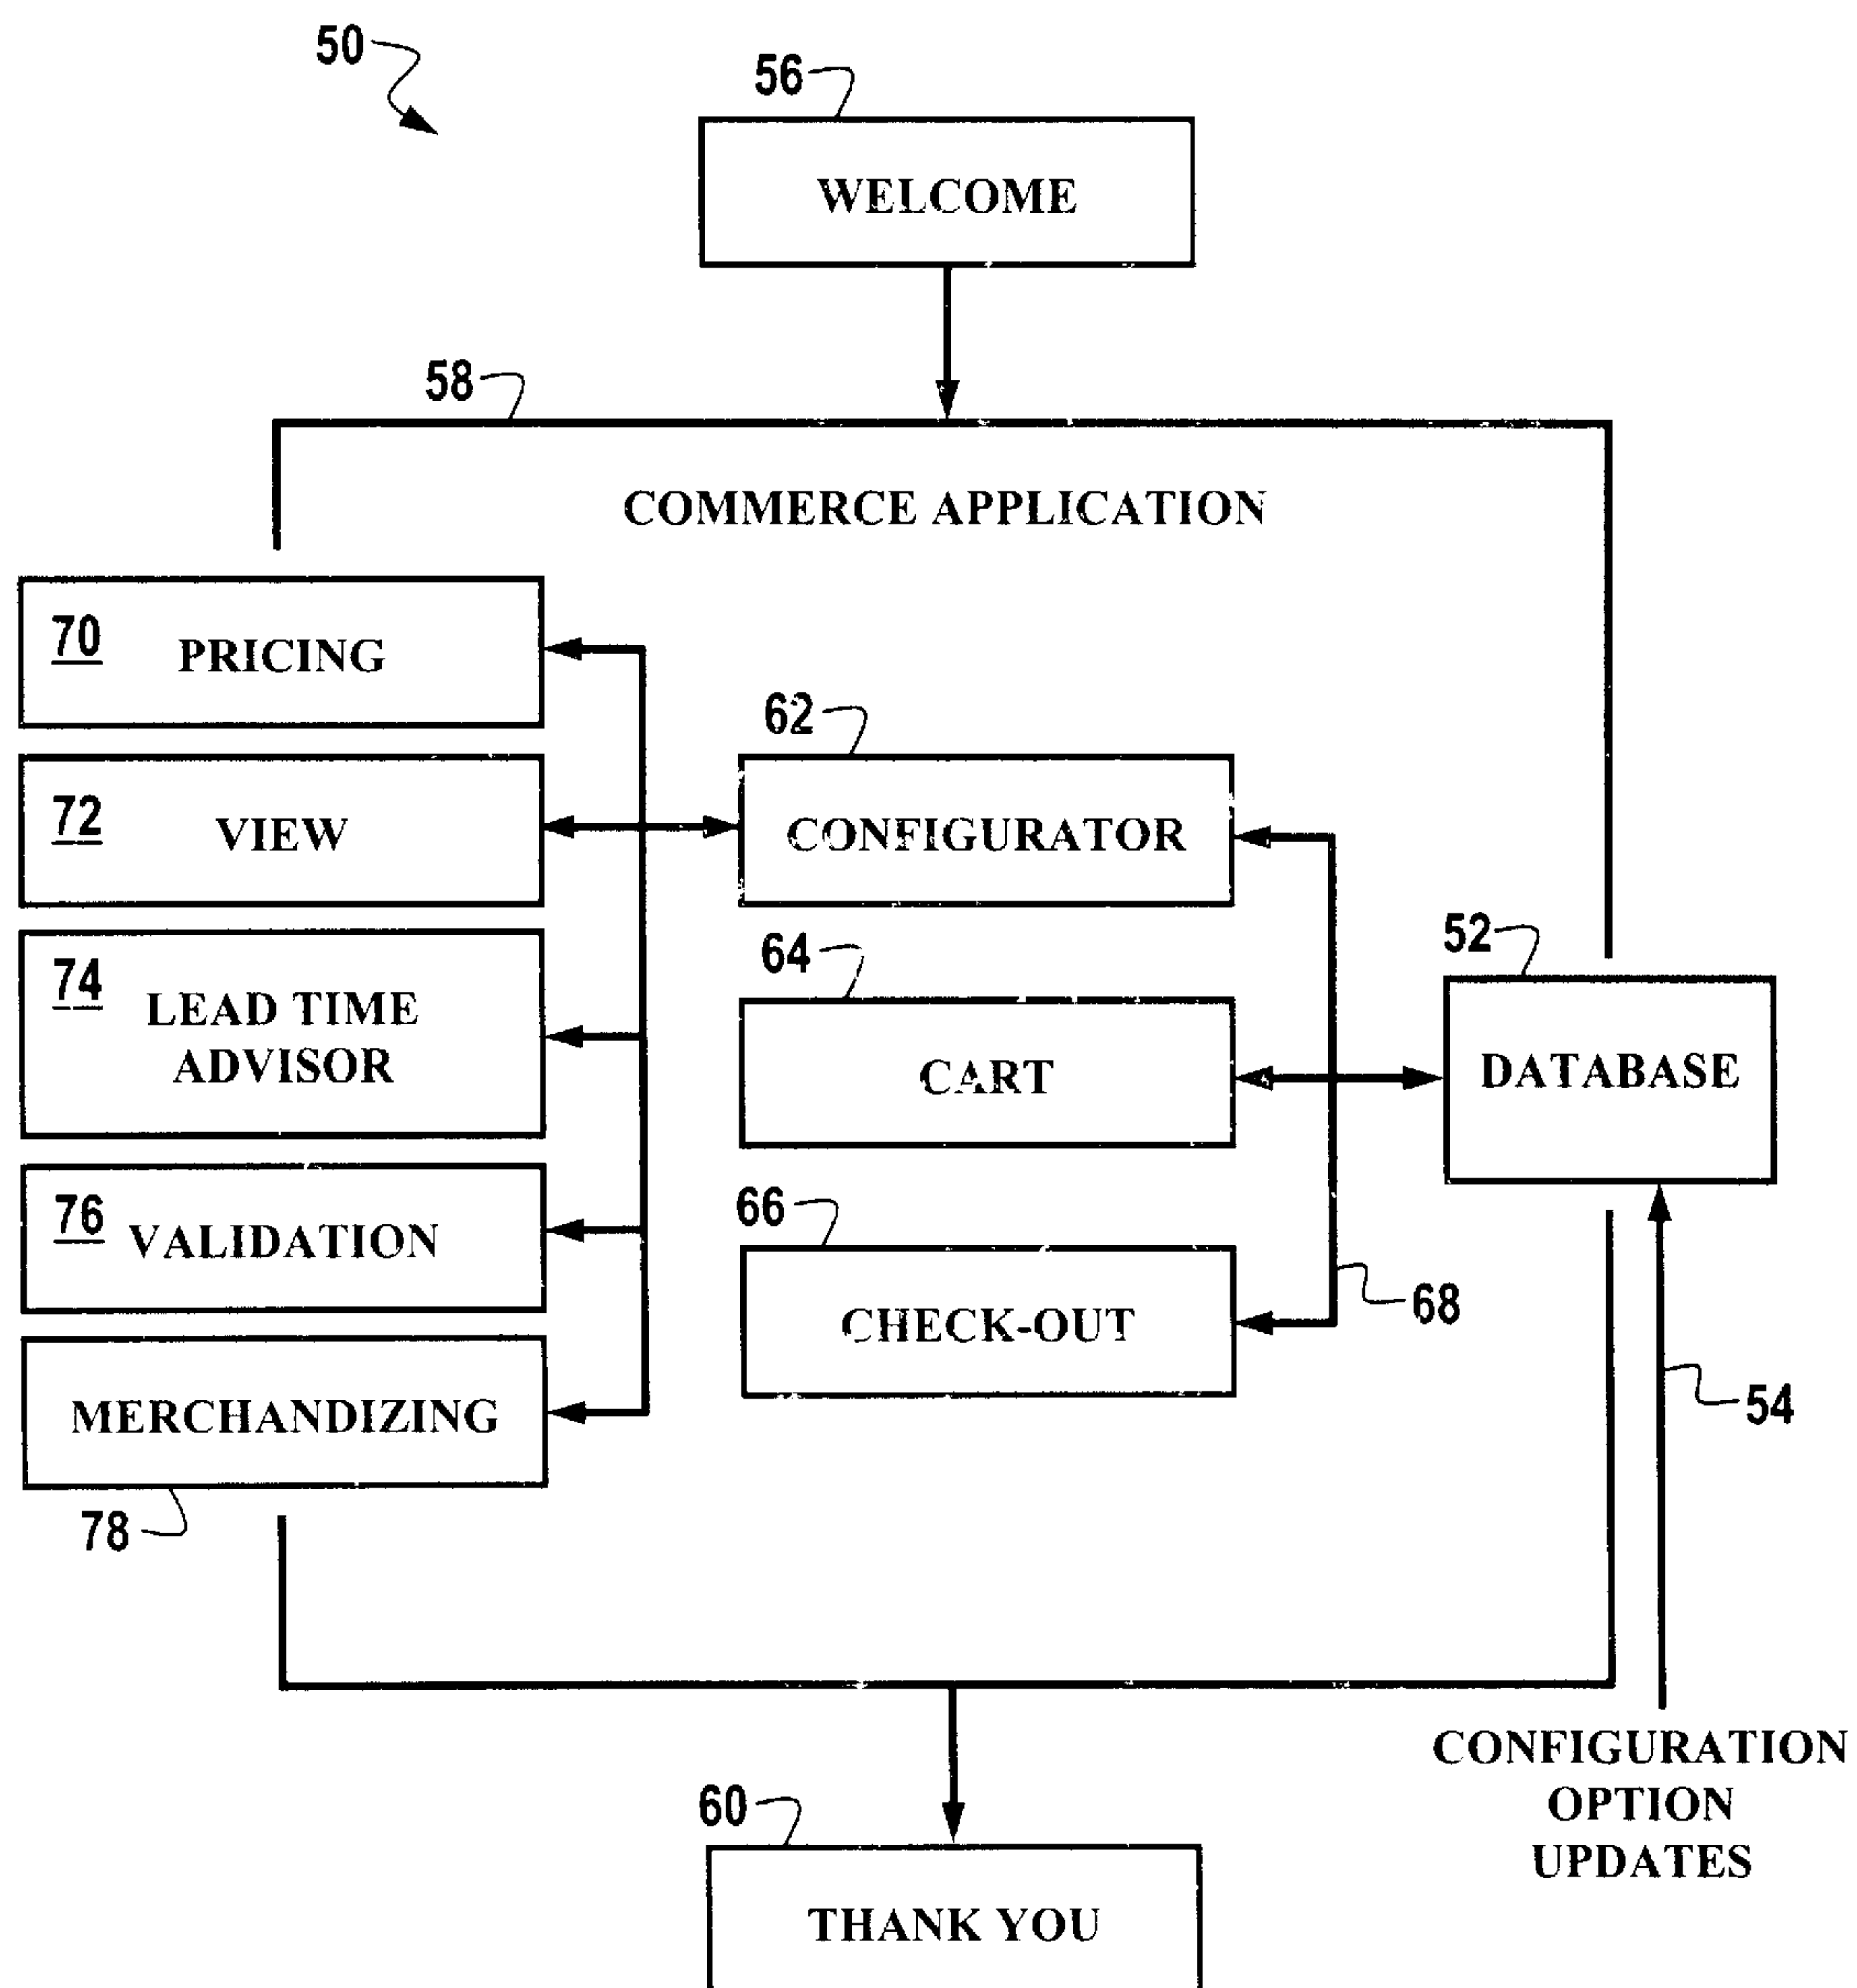 50
56
WELCOME
58
COMMERCE APPLICATION
70 PRICING
62
72 VIEW
CONFIGURATOR
52
64
74 LEAD TIME
ADVISOR
CART
DATABASE
66
76 VALIDATION
68
CHECK-OUT
54
MERCHANDIZING
78
CONFIGURATION
OPTION
UPDATES
60
THANK YOU